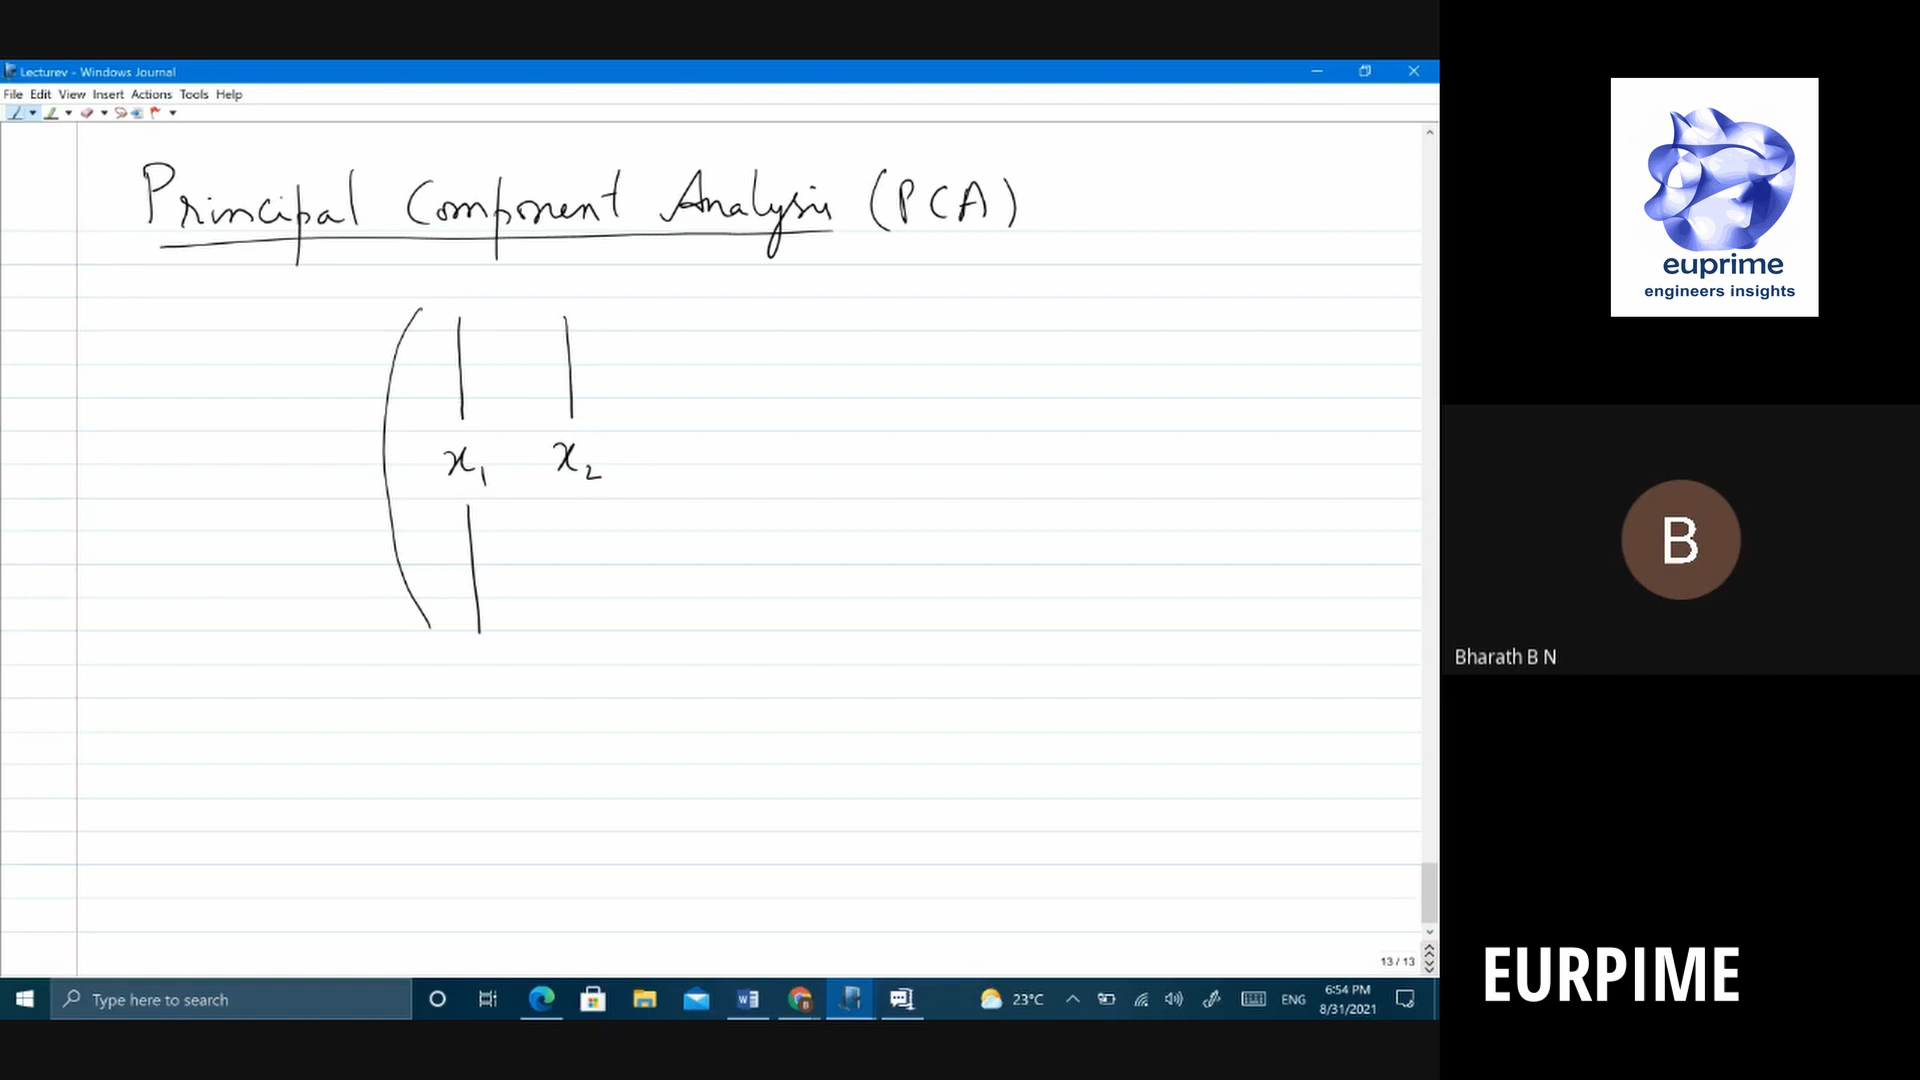 Lecturev - Windows Journal
File Edit View Insert Actions Tools Help
Principal Component Analysis (PCA)
x₁ x₂
13 / 13
Type here to search
23°C
ENG
6:54 PM
8/31/2021
euprime
engineers insights
B
Bharath B N
EURPIME